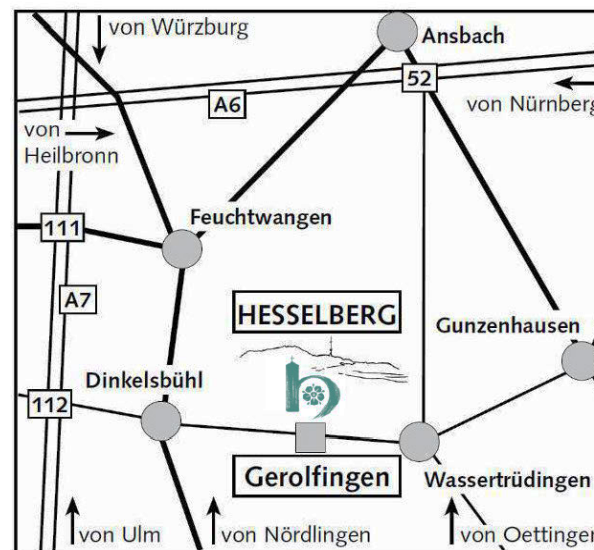 von Würzburg
Ansbach
52
A6
von Nürnberg
von
Heilbronn
Feuchtwangen
111
A7
HESSELBERG
Gunzenhausen
Dinkelsbühl
112
Gerolfingen
Wassertrüdingen
von Ulm
von Nördlingen
von Oettingen